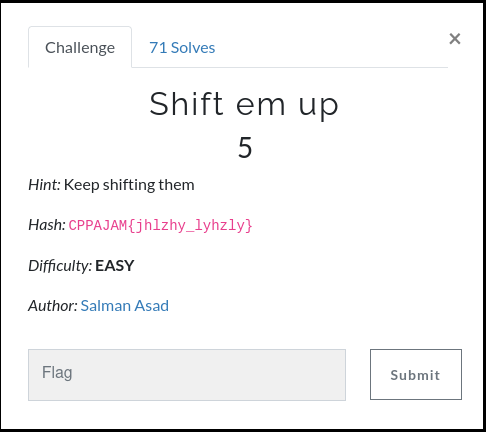 Challenge
71 Solves
×
Shift em up
5
Hint: Keep shifting them
Hash: CPPAJAM{jhlzhy_lyhzly}
Difficulty: EASY
Author: Salman Asad
Flag
Submit